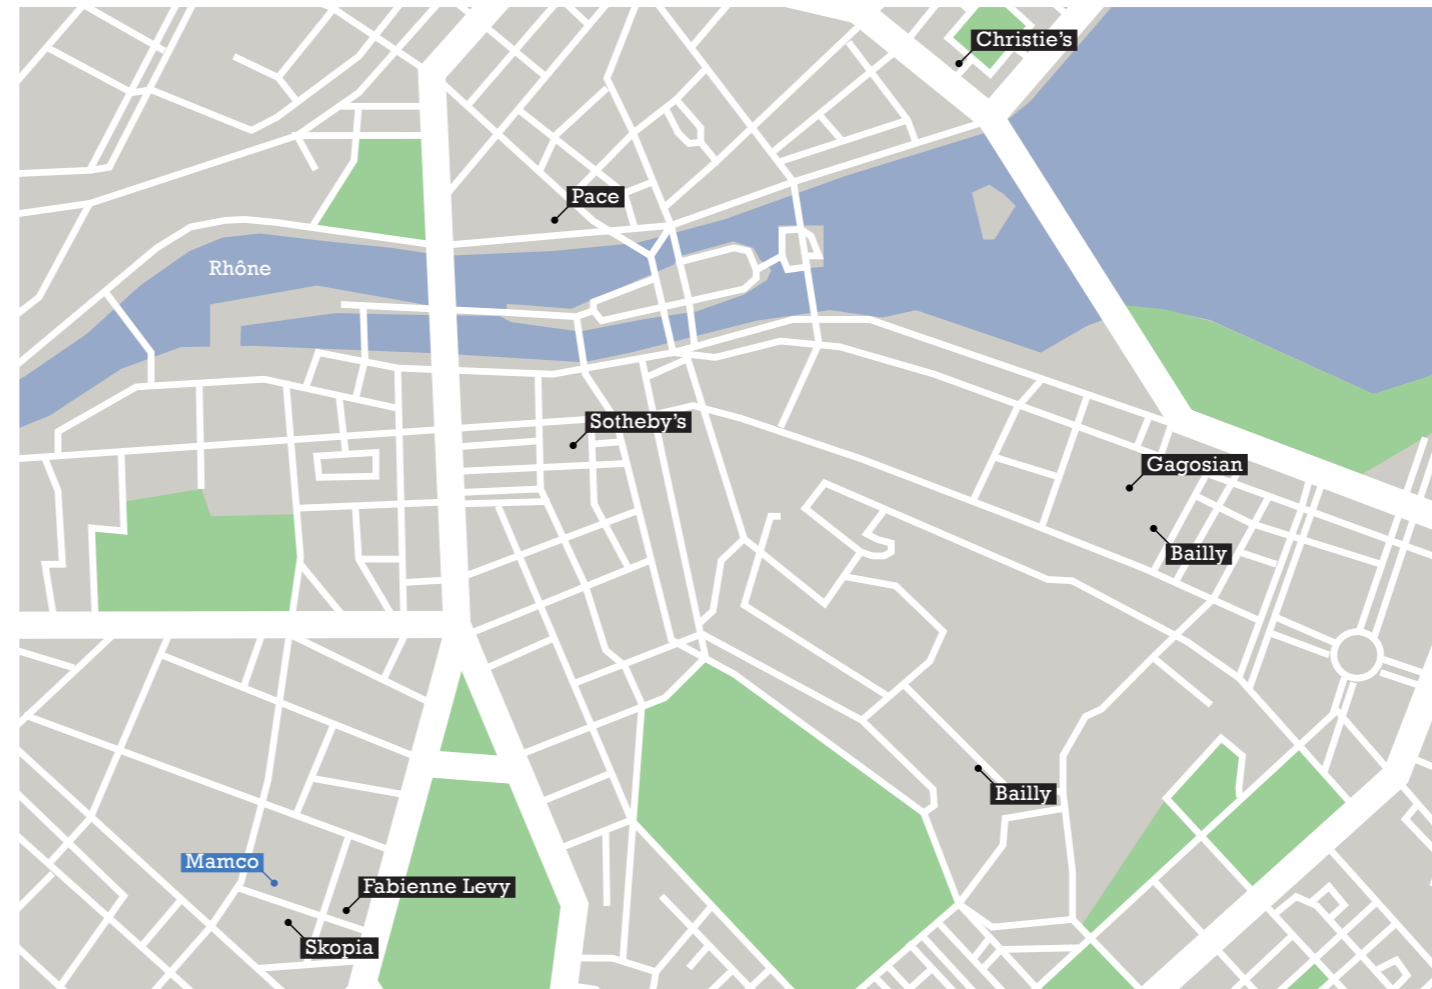 Christie’s
Pace
Rhône
Sotheby’s
Gagosian
Bailly
Bailly
Mamco
Fabienne Levy
Skopia